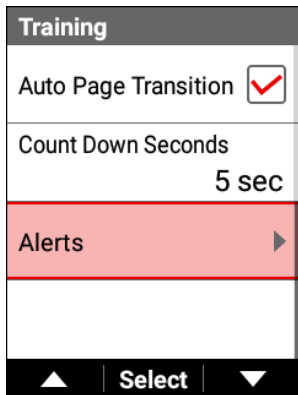 Training
Auto Page Transition
Count Down Seconds
5 sec
Alerts
Select